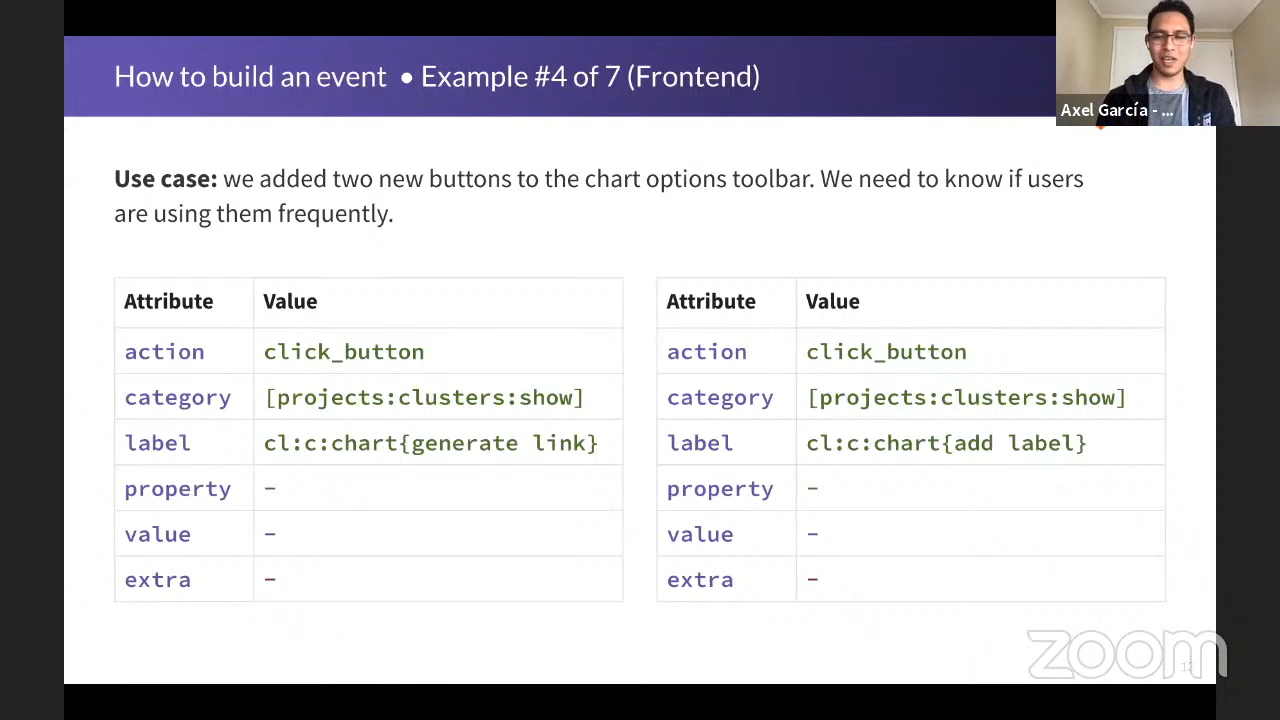 How to build an event • Example #4 of 7 (Frontend)
Axel García - ...
Use case: we added two new buttons to the chart options toolbar. We need to know if users
are using them frequently.
Attribute Value
action click_button
category [projects:clusters:show]
label cl:c:chart{generate link}
property –
value –
extra –
Attribute Value
action click_button
category [projects:clusters:show]
label cl:c:chart{add label}
property –
value –
extra –
zoom